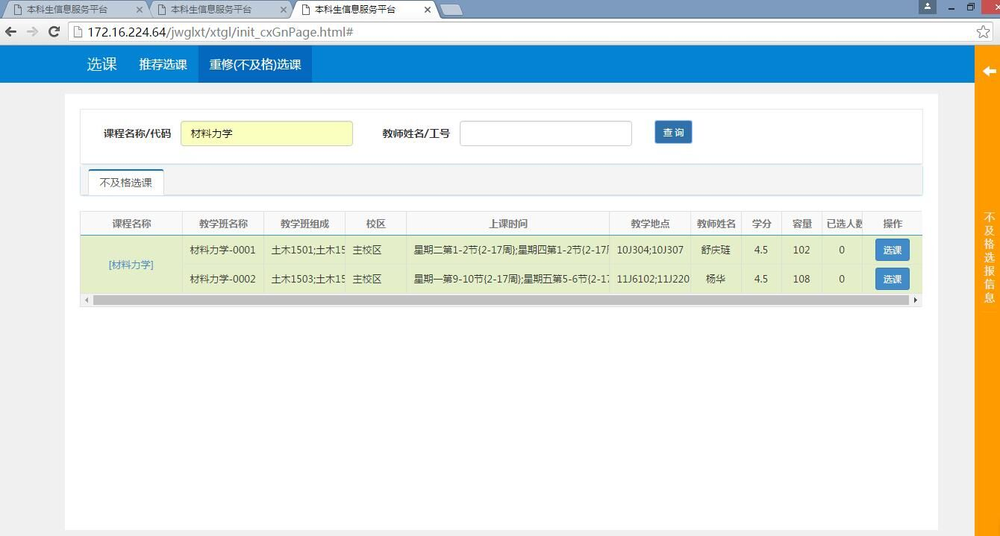 本科生信息服务平台 本科生信息服务平台 本科生信息服务平台
172.16.224.64/jwglxt/xtgl/init_cxGnPage.html#
选课 推荐选课 重修(不及格)选课
课程名称/代码 材料力学 教师姓名/工号 查询
不及格选课
课程名称 教学班名称 教学班组成 校区 上课时间 教学地点 教师姓名 学分 容量 已选人数 操作
[材料力学]
材料力学-0001 土木1501;土木15 主校区 星期二第1-2节{2-17周};星期四第1-2节{2-17周 10J304;10J307 舒庆琏 4.5 102 0 选课
材料力学-0002 土木1503;土木15 主校区 星期一第9-10节{2-17周};星期五第5-6节{2-17 11J6102;11J220 杨华 4.5 108 0 选课
不及格选报信息